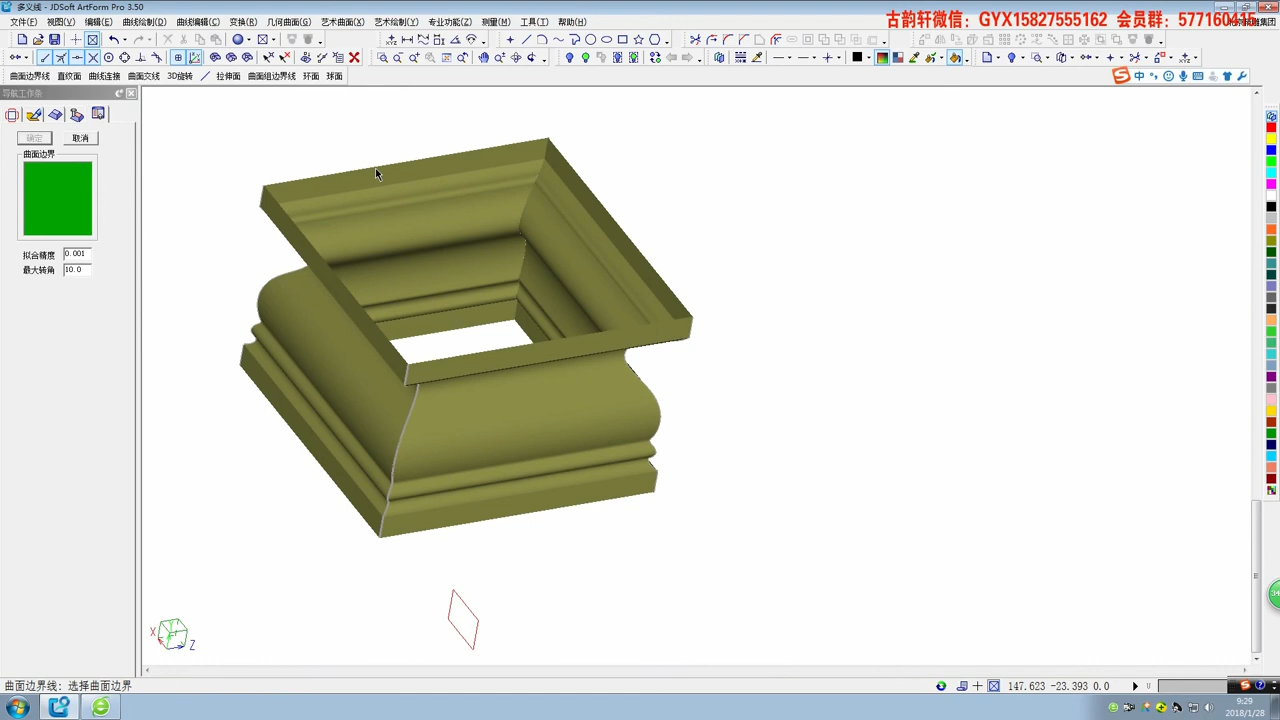 多义线 - JDSoft ArtForm Pro 3.50
古韵轩微信：GYX15827555162 会员群：577160415
文件(F) 视图(V) 编辑(E) 曲线绘制(D) 曲线编辑(C) 变换(R) 几何曲面(G) 艺术曲面(X) 艺术绘制(Y) 专业功能(Z) 测量(M) 工具(T) 帮助(H)
曲面边界线 直纹面 曲线连接 曲面交线 3D旋转 拉伸面 曲面组边界线 环面 球面
中
导航工作条
确定 取消
曲面边界
拟合精度 0.001
最大转角 10.0
X
Y
Z
34
曲面边界线: 选择曲面边界
147.623 -23.393 0.0
9:29
2018/1/28